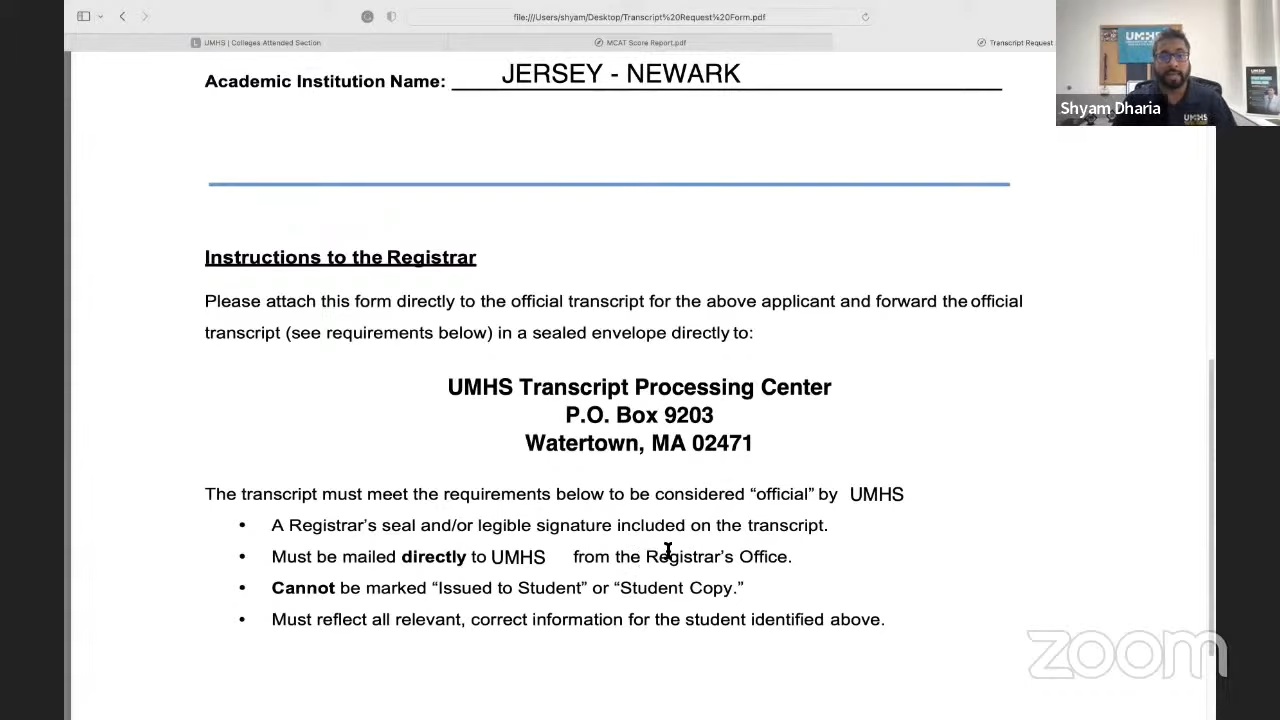 file:///Users/shyam/Desktop/Transcript%20Request%20Form.pdf
UMHS | Colleges Attended Section
MCAT Score Report.pdf
Transcript Request
UMHS
Shyam Dharia
UMHS
Academic Institution Name: JERSEY - NEWARK
Instructions to the Registrar
Please attach this form directly to the official transcript for the above applicant and forward the official
transcript (see requirements below) in a sealed envelope directly to:
UMHS Transcript Processing Center
P.O. Box 9203
Watertown, MA 02471
The transcript must meet the requirements below to be considered “official” by UMHS
• A Registrar’s seal and/or legible signature included on the transcript.
• Must be mailed directly to UMHS from the Registrar’s Office.
• Cannot be marked “Issued to Student” or “Student Copy.”
• Must reflect all relevant, correct information for the student identified above.
zoom